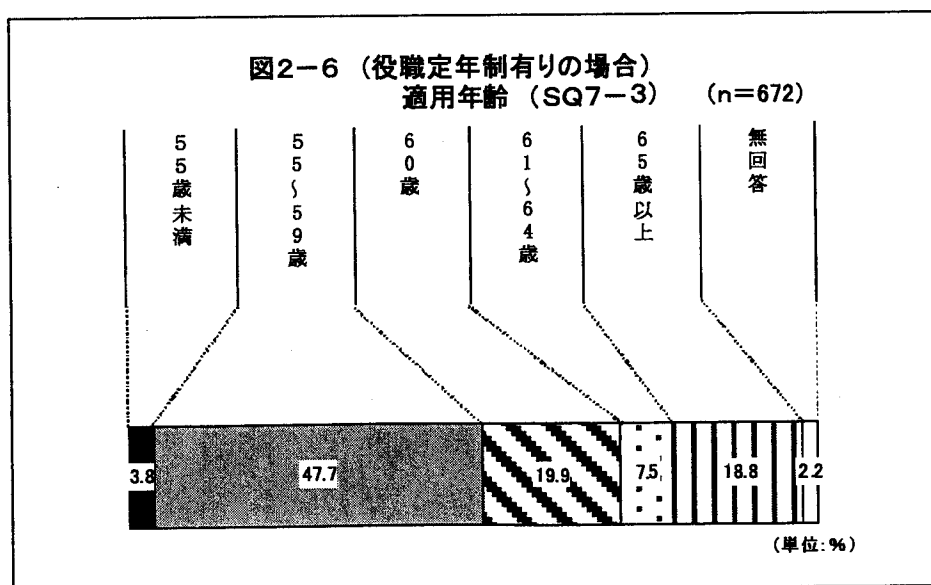 図2－6 （役職定年制有りの場合）
適用年齢（SQ7－3） （n＝672）
55歳未満
55～59歳
60歳
61～64歳
65歳以上
無回答
3.8
47.7
19.9
7.5
18.8
2.2
（単位：％）